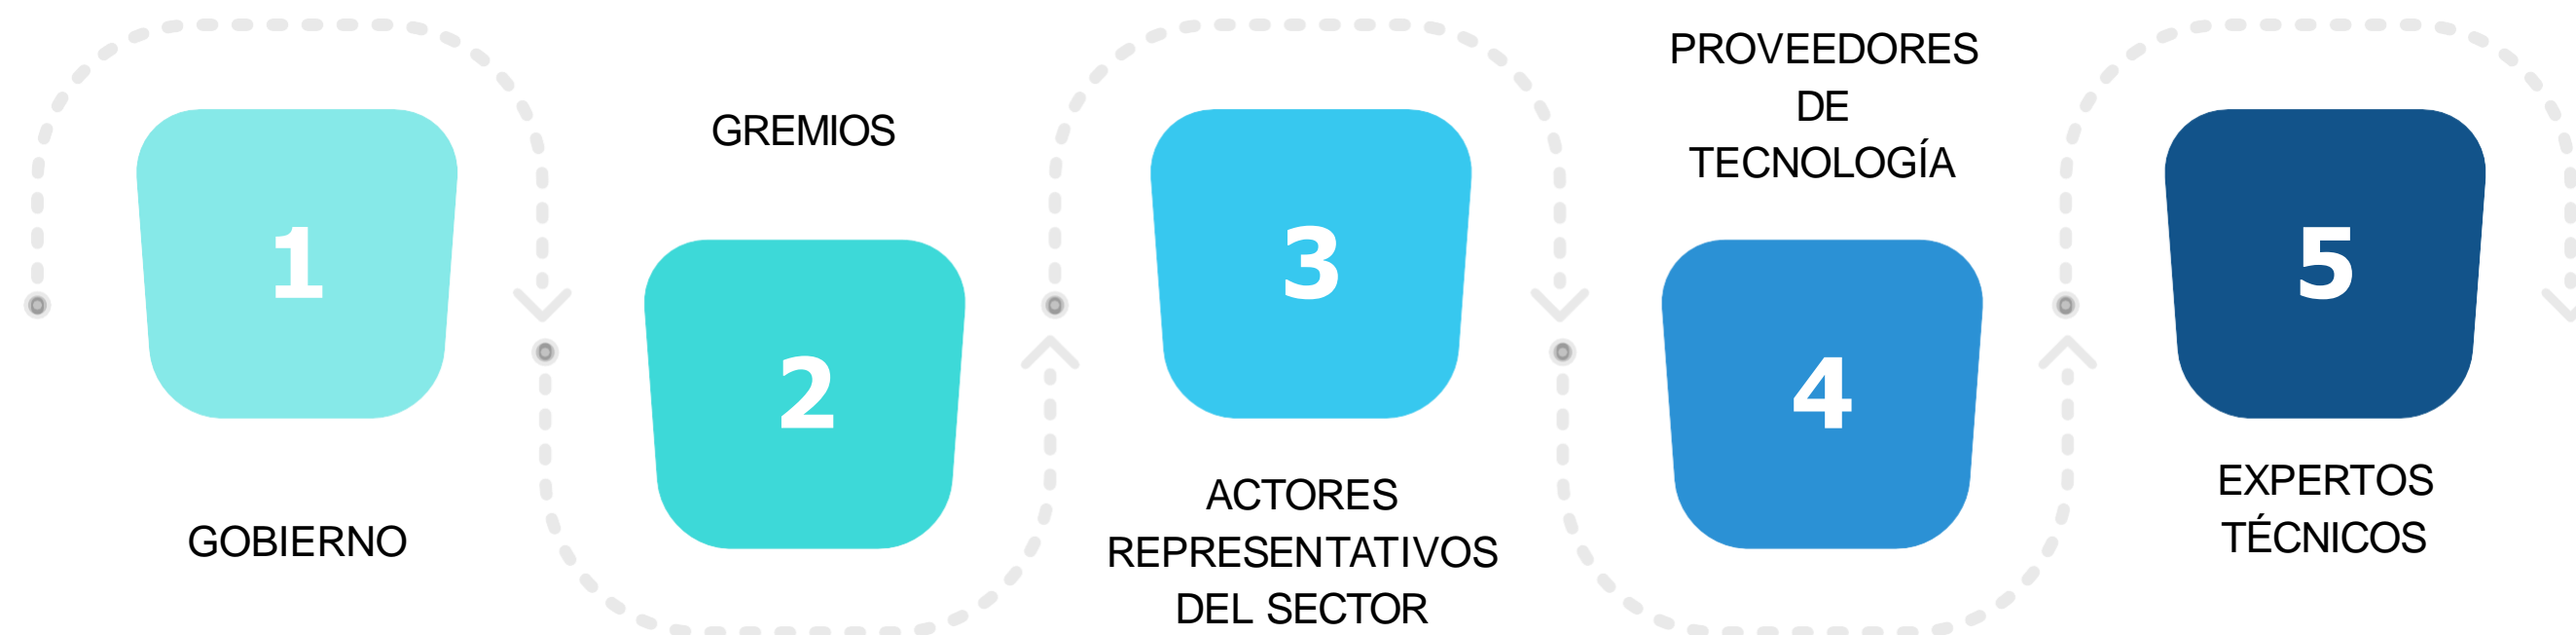 1
GOBIERNO
GREMIOS
2
3
ACTORES
REPRESENTATIVOS
DEL SECTOR
PROVEEDORES
DE
TECNOLOGÍA
4
5
EXPERTOS
TÉCNICOS